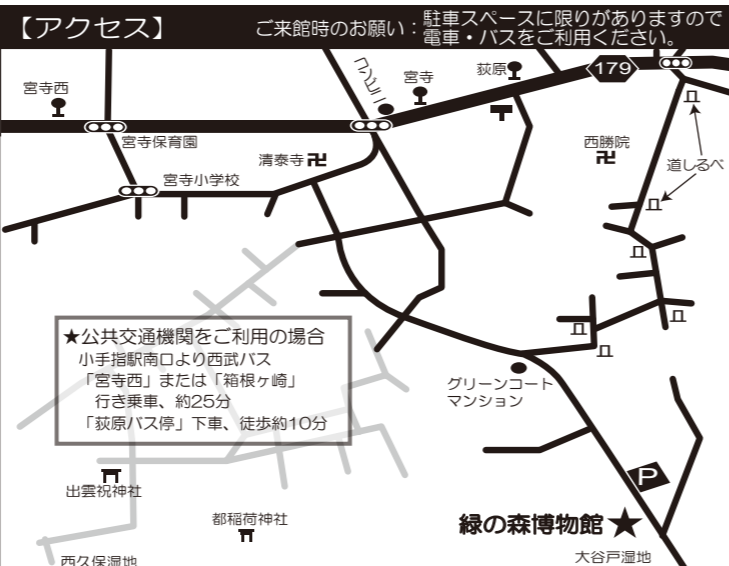 【アクセス】
ご来館時のお願い：駐車スペースに限りがありますので
電車・バスをご利用ください。
宮寺西
コンビニ
宮寺
荻原
179
宮寺保育園
清泰寺
西勝院
道しるべ
宮寺小学校
★公共交通機関をご利用の場合
小手指駅南口より西武バス
「宮寺西」または「箱根ヶ崎」
行き乗車、約25分
「荻原バス停」下車、徒歩約10分
グリーンコート
マンション
P
出雲祝神社
都稲荷神社
緑の森博物館★
西久保湿地
大谷戸湿地